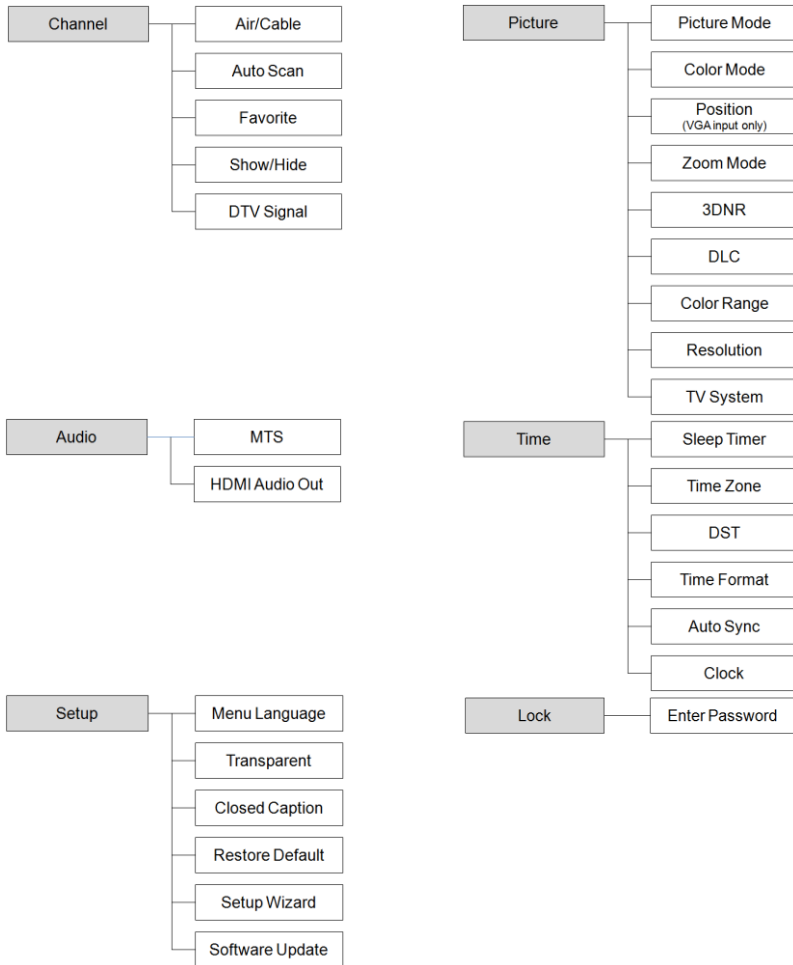 Channel
Air/Cable
Auto Scan
Favorite
Show/Hide
DTV Signal
Picture
Picture Mode
Color Mode
Position
(VGA input only)
Zoom Mode
3DNR
DLC
Color Range
Resolution
TV System
Audio
MTS
HDMI Audio Out
Time
Sleep Timer
Time Zone
DST
Time Format
Auto Sync
Clock
Setup
Menu Language
Transparent
Closed Caption
Restore Default
Setup Wizard
Software Update
Lock
Enter Password